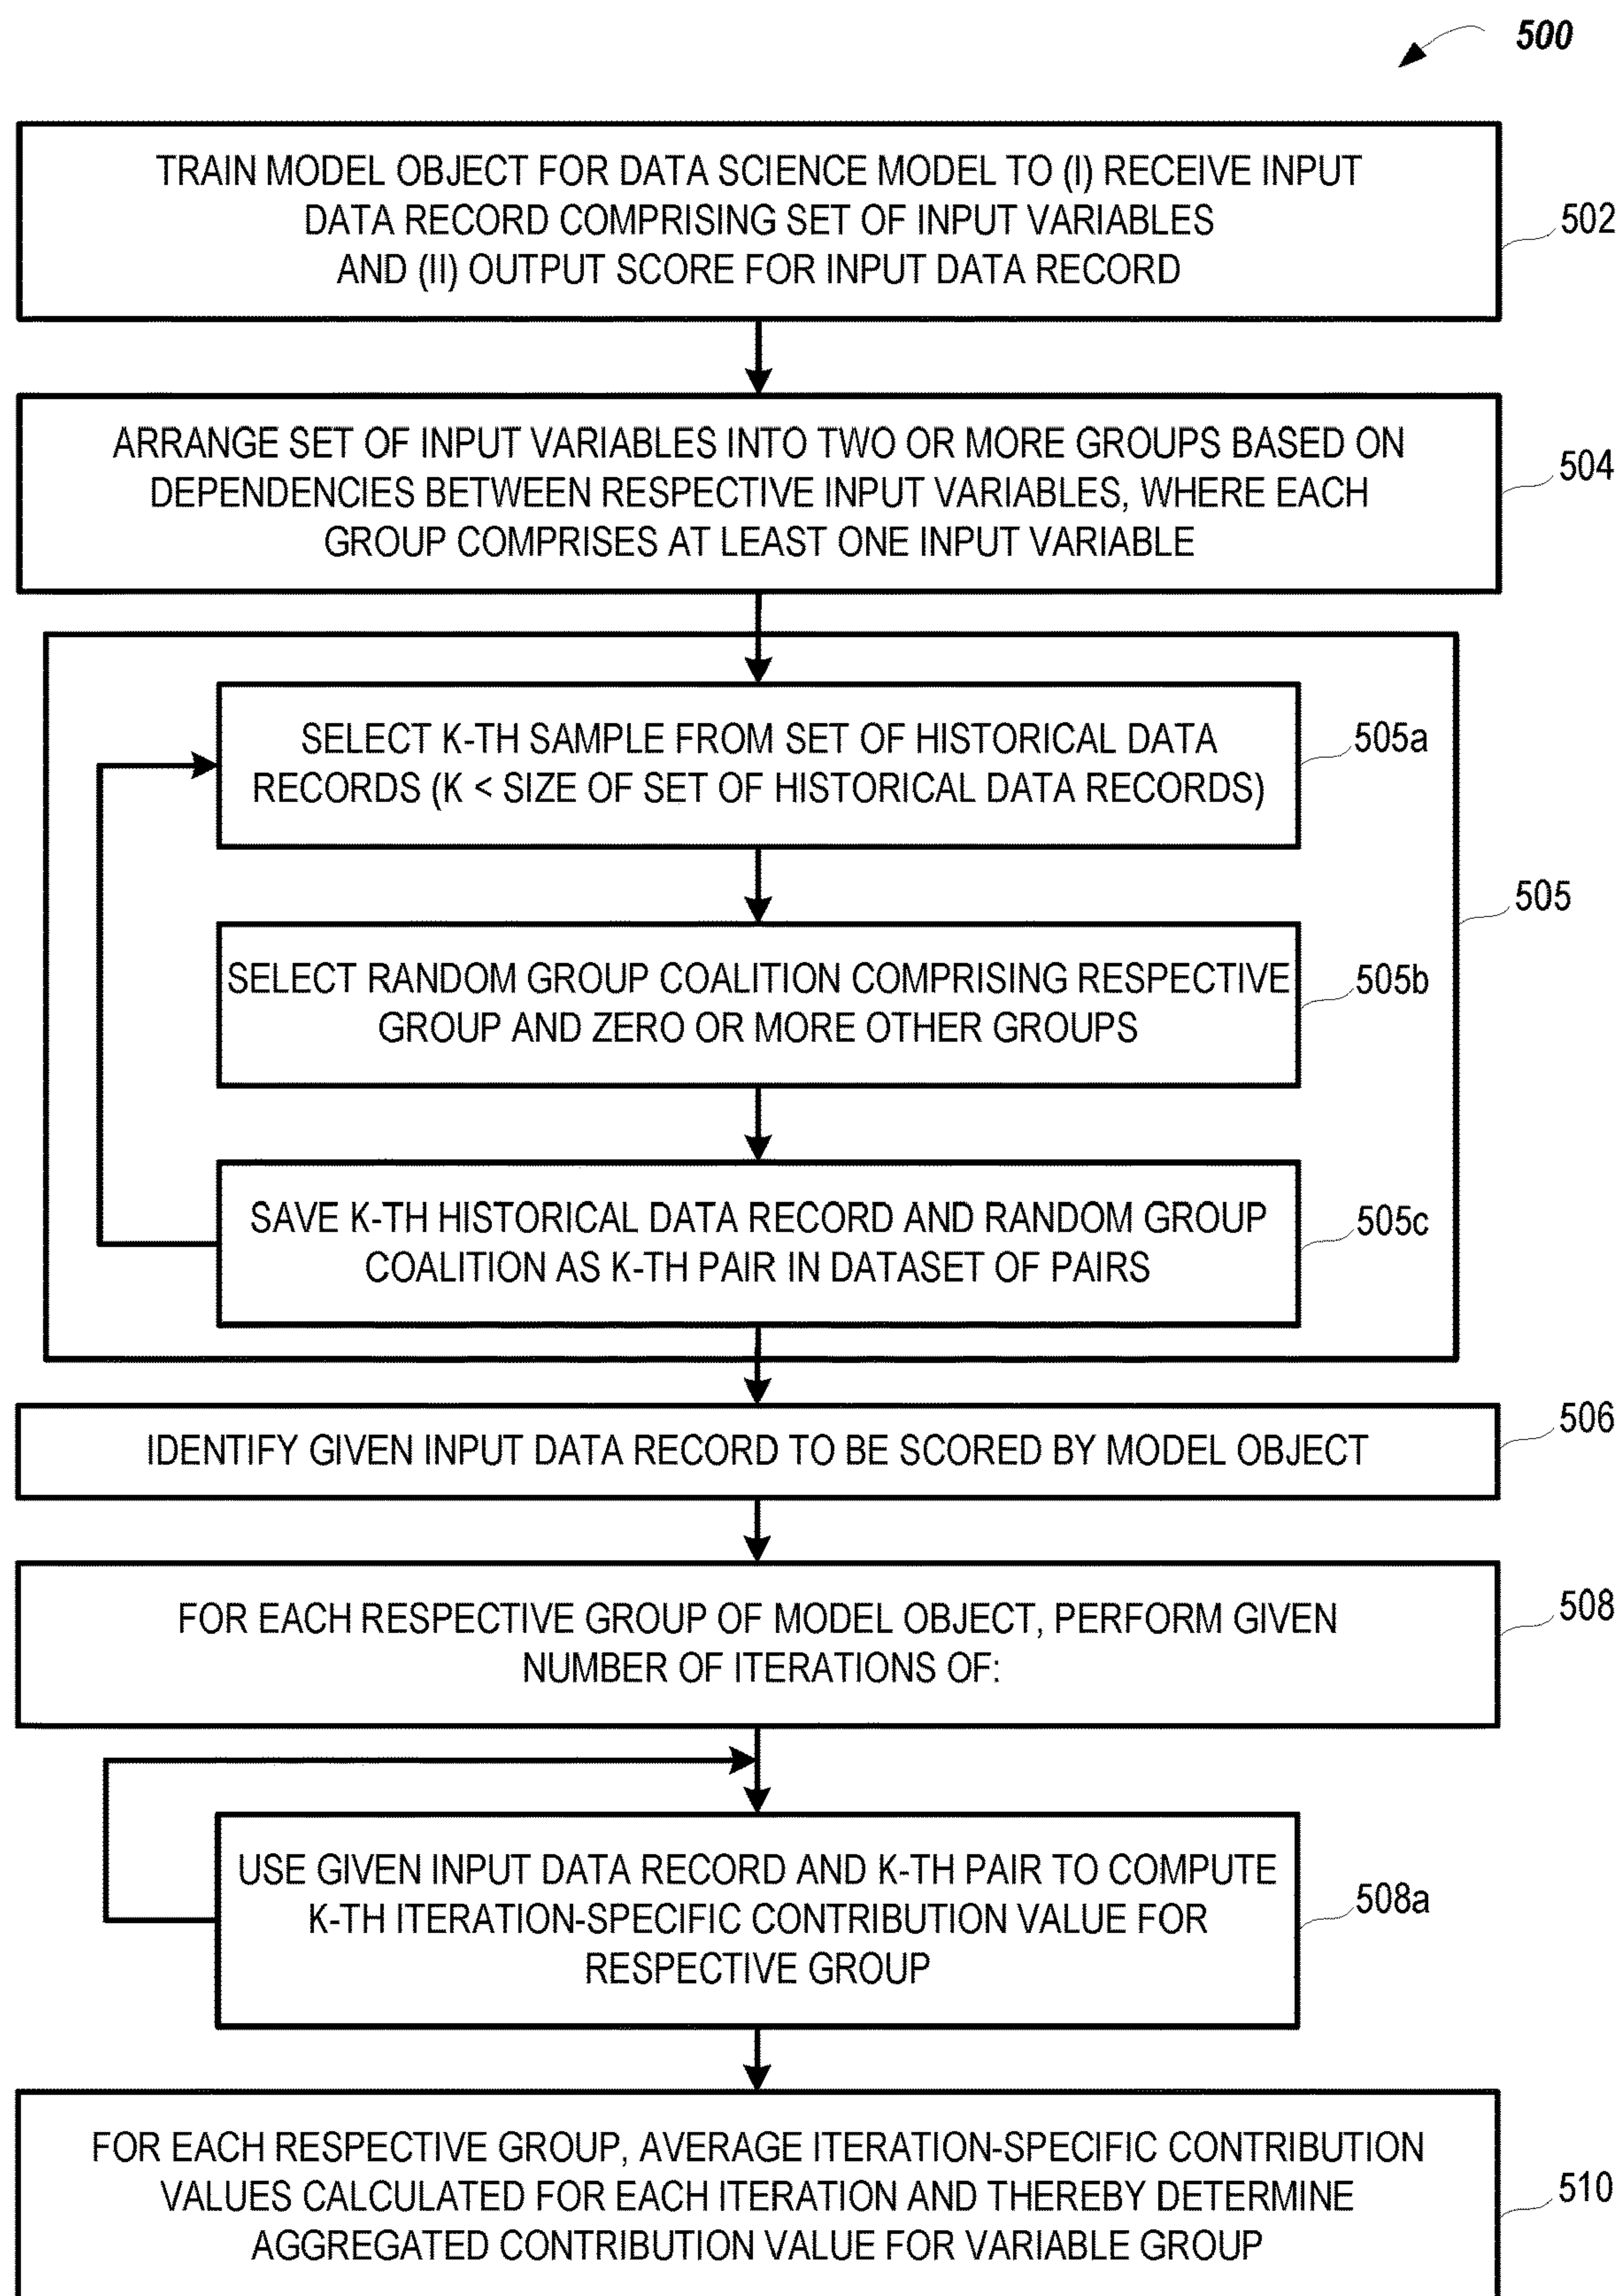 500
TRAIN MODEL OBJECT FOR DATA SCIENCE MODEL TO (I) RECEIVE INPUT
DATA RECORD COMPRISING SET OF INPUT VARIABLES
AND (II) OUTPUT SCORE FOR INPUT DATA RECORD
502
ARRANGE SET OF INPUT VARIABLES INTO TWO OR MORE GROUPS BASED ON
DEPENDENCIES BETWEEN RESPECTIVE INPUT VARIABLES, WHERE EACH
GROUP COMPRISES AT LEAST ONE INPUT VARIABLE
504
SELECT K-TH SAMPLE FROM SET OF HISTORICAL DATA
RECORDS (K < SIZE OF SET OF HISTORICAL DATA RECORDS)
505a
505
SELECT RANDOM GROUP COALITION COMPRISING RESPECTIVE
GROUP AND ZERO OR MORE OTHER GROUPS
505b
SAVE K-TH HISTORICAL DATA RECORD AND RANDOM GROUP
COALITION AS K-TH PAIR IN DATASET OF PAIRS
505c
IDENTIFY GIVEN INPUT DATA RECORD TO BE SCORED BY MODEL OBJECT
506
FOR EACH RESPECTIVE GROUP OF MODEL OBJECT, PERFORM GIVEN
NUMBER OF ITERATIONS OF:
508
USE GIVEN INPUT DATA RECORD AND K-TH PAIR TO COMPUTE
K-TH ITERATION-SPECIFIC CONTRIBUTION VALUE FOR
RESPECTIVE GROUP
508a
FOR EACH RESPECTIVE GROUP, AVERAGE ITERATION-SPECIFIC CONTRIBUTION
VALUES CALCULATED FOR EACH ITERATION AND THEREBY DETERMINE
AGGREGATED CONTRIBUTION VALUE FOR VARIABLE GROUP
510